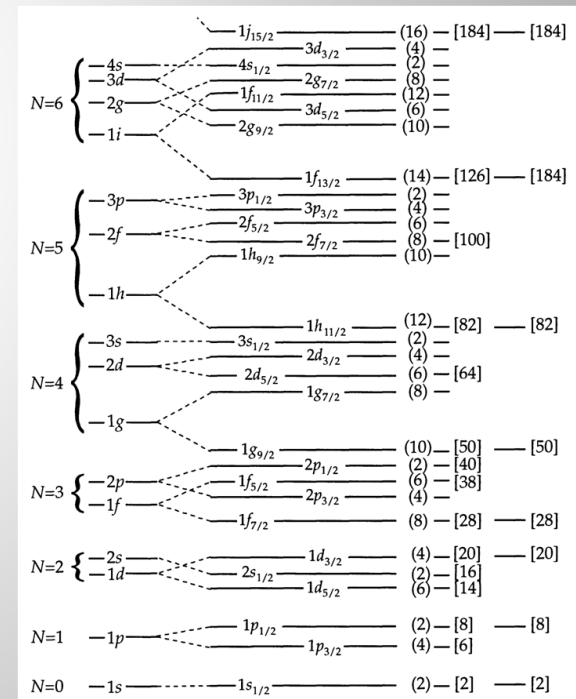 1j15/2 (16) [184] [184]
3d3/2 (4)
4s 4s1/2 (2)
3d 2g7/2 (8)
N=6 2g 1f11/2 (12)
3d5/2 (6)
1i 2g9/2 (10)
1f13/2 (14) [126] [184]
3p 3p1/2 (2)
3p3/2 (4)
2f 2f5/2 (6)
N=5 2f7/2 (8) [100]
1h9/2 (10)
1h
1h11/2 (12) [82] [82]
3s 3s1/2 (2)
2d 2d3/2 (4)
N=4 2d5/2 (6) [64]
1g7/2 (8)
1g
1g9/2 (10) [50] [50]
2p1/2 (2) [40]
2p 1f5/2 (6) [38]
N=3 1f 2p3/2 (4)
1f7/2 (8) [28] [28]
2s 1d3/2 (4) [20] [20]
N=2 1d 2s1/2 (2) [16]
1d5/2 (6) [14]
1p1/2 (2) [8] [8]
N=1 1p 1p3/2 (4) [6]
N=0 1s 1s1/2 (2) [2] [2]